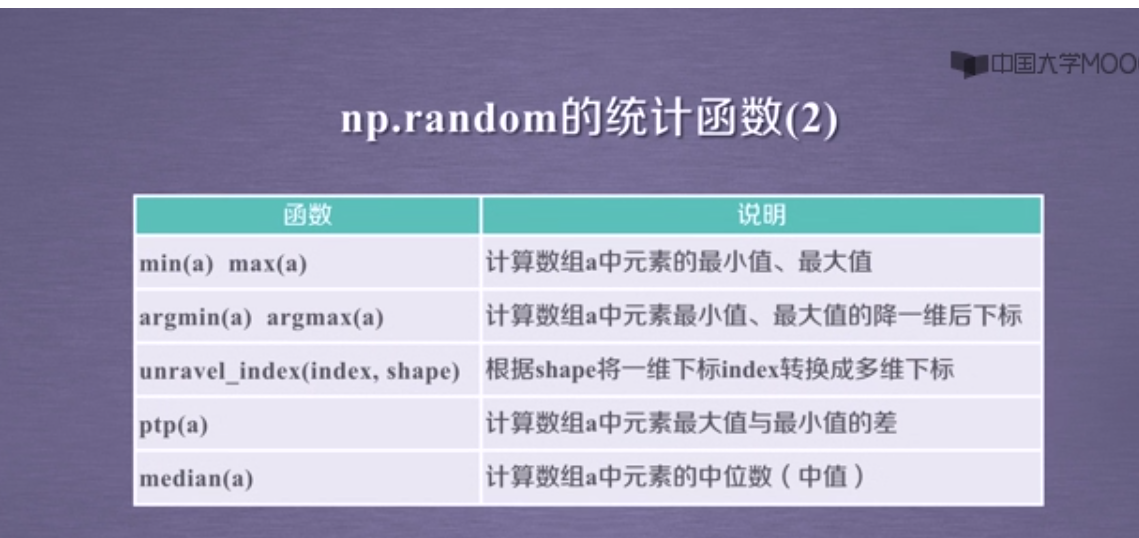 中国大学MOO
np.random的统计函数(2)
函数 说明
min(a) max(a) 计算数组a中元素的最小值、最大值
argmin(a) argmax(a) 计算数组a中元素最小值、最大值的降一维后下标
unravel_index(index, shape) 根据shape将一维下标index转换成多维下标
ptp(a) 计算数组a中元素最大值与最小值的差
median(a) 计算数组a中元素的中位数（中值）